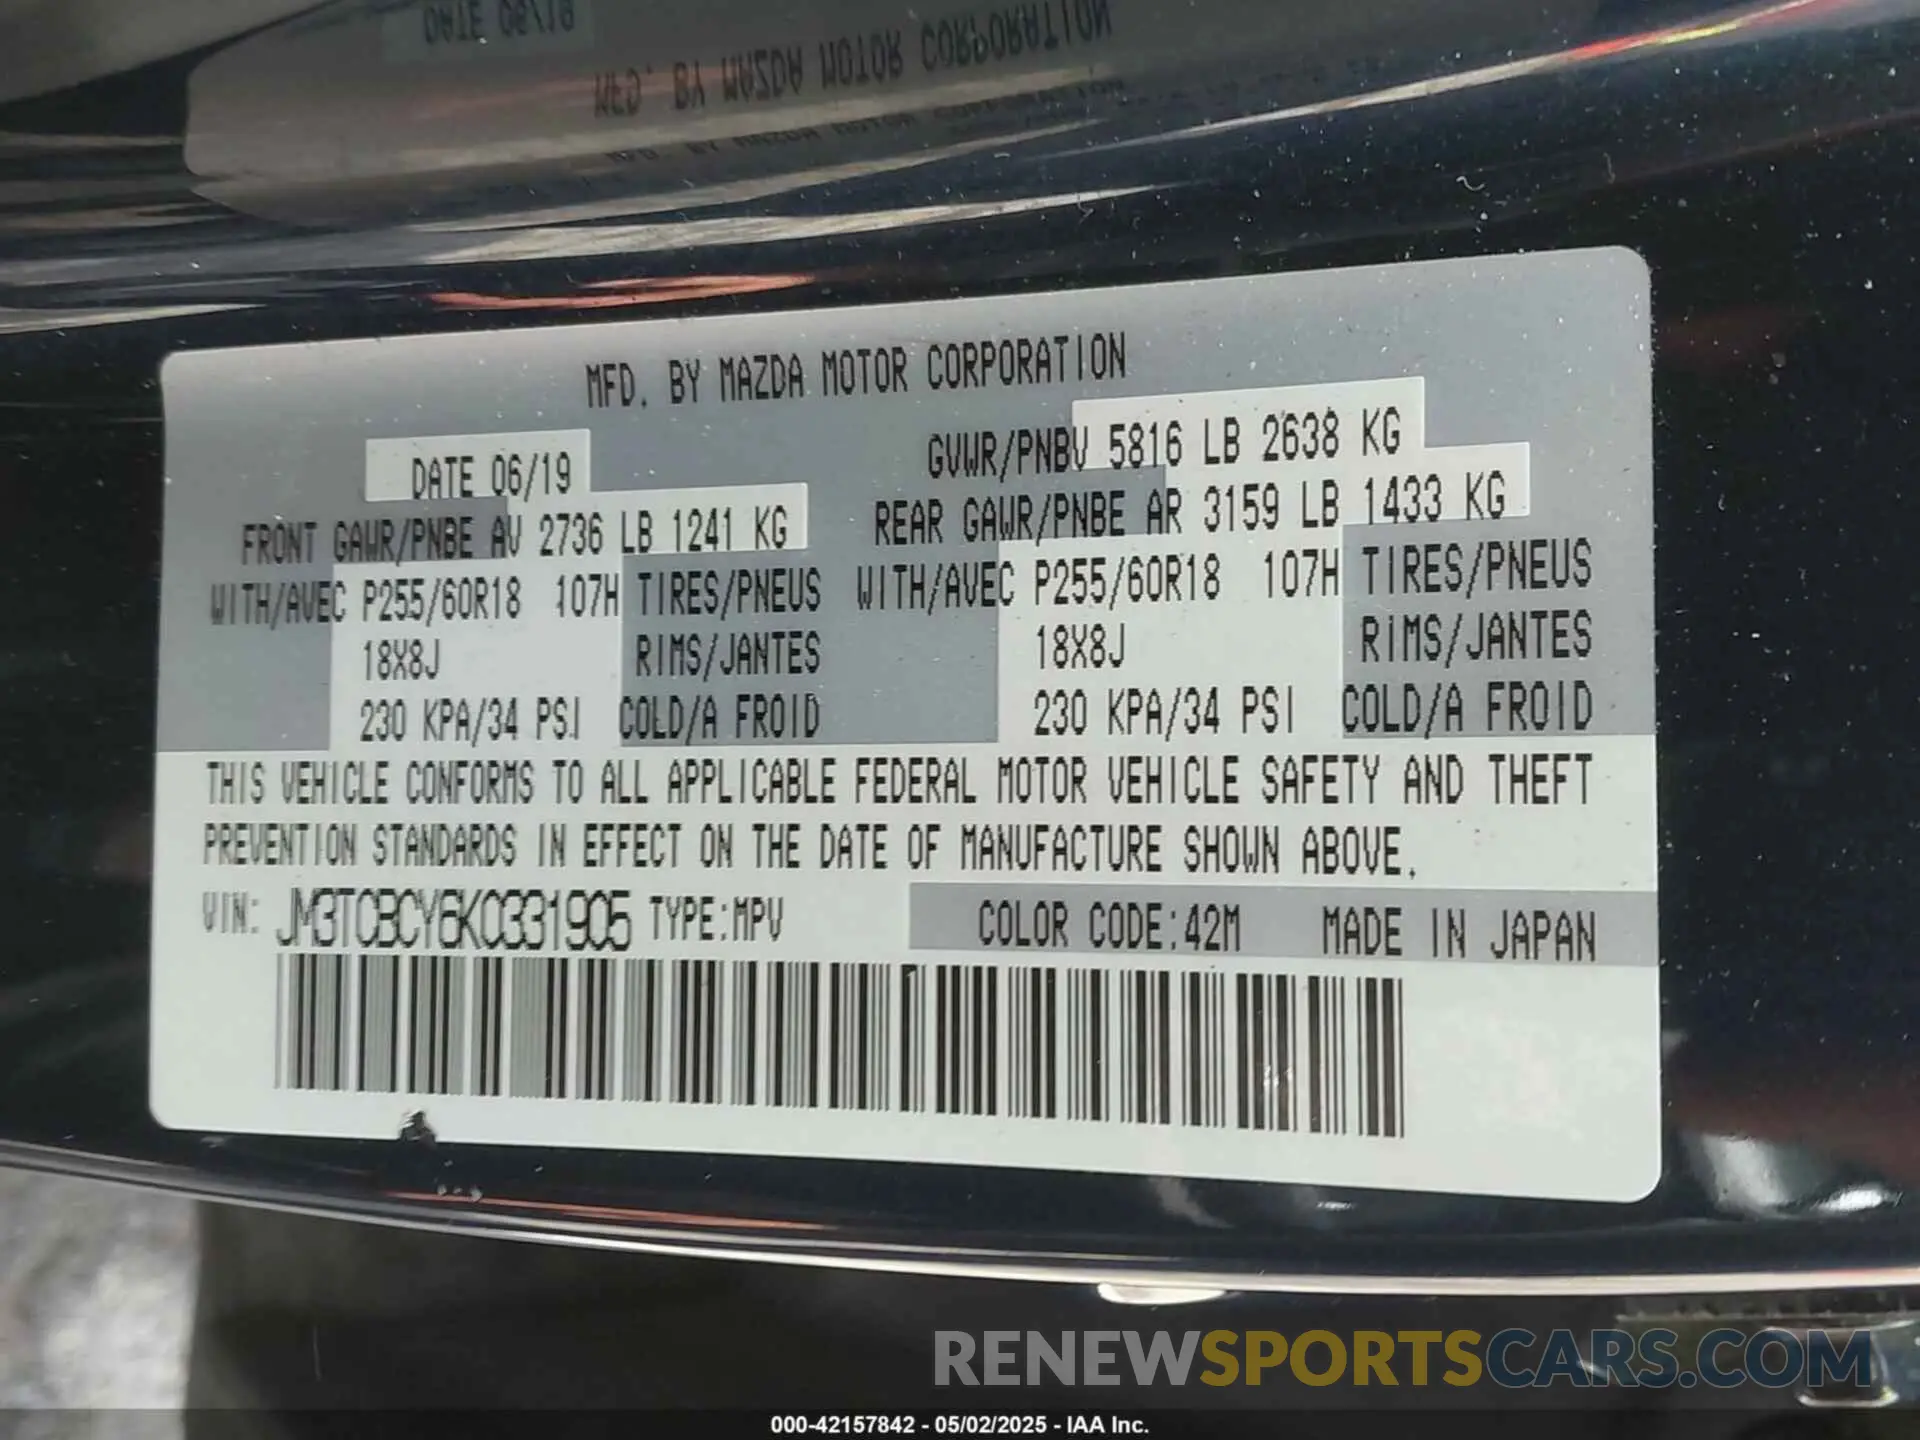 MFD. BY MAZDA MOTOR CORPORATION
DATE 06/19 GVWR/PNBV 5816 LB 2638 KG
FRONT GAWR/PNBE AV 2736 LB 1241 KG REAR GAWR/PNBE AR 3159 LB 1433 KG
WITH/AVEC P255/60R18 107H TIRES/PNEUS WITH/AVEC P255/60R18 107H TIRES/PNEUS
18X8J RIMS/JANTES 18X8J RIMS/JANTES
230 KPA/34 PSI COLD/A FROID 230 KPA/34 PSI COLD/A FROID
THIS VEHICLE CONFORMS TO ALL APPLICABLE FEDERAL MOTOR VEHICLE SAFETY AND THEFT
PREVENTION STANDARDS IN EFFECT ON THE DATE OF MANUFACTURE SHOWN ABOVE.
VIN: JM3TCBCY6K0331905 TYPE:MPV COLOR CODE:42M MADE IN JAPAN
RENEWSPORTSCARS.COM
000-42157842 - 05/02/2025 - IAA Inc.